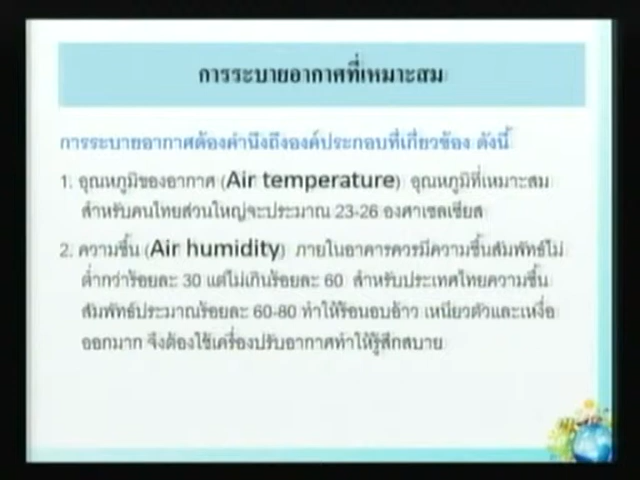 การระบายอากาศที่เหมาะสม
การระบายอากาศต้องคำนึงถึงองค์ประกอบที่เกี่ยวข้อง ดังนี้
1. อุณหภูมิของอากาศ (Air temperature) อุณหภูมิที่เหมาะสม
สำหรับคนไทยส่วนใหญ่จะประมาณ 23-26 องศาเซลเซียส
2. ความชื้น (Air humidity) ภายในอาคารควรมีความชื้นสัมพัทธ์ไม่
ต่ำกว่าร้อยละ 30 แต่ไม่เกินร้อยละ 60 สำหรับประเทศไทยความชื้น
สัมพัทธ์ประมาณร้อยละ 60-80 ทำให้ร้อนอบอ้าว เหนียวตัวและเหงื่อ
ออกมาก จึงต้องใช้เครื่องปรับอากาศทำให้รู้สึกสบาย